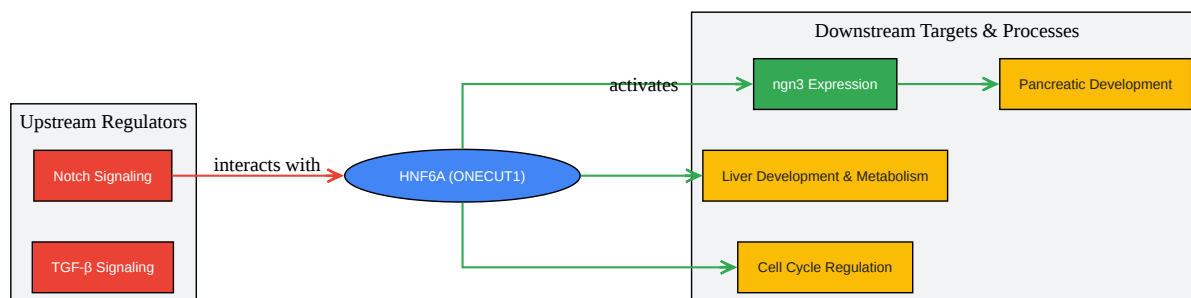 Upstream Regulators
Notch Signaling
TGF-β Signaling
interacts with
HNF6A (ONECUT1)
activates
Downstream Targets & Processes
ngn3 Expression
Pancreatic Development
Liver Development & Metabolism
Cell Cycle Regulation